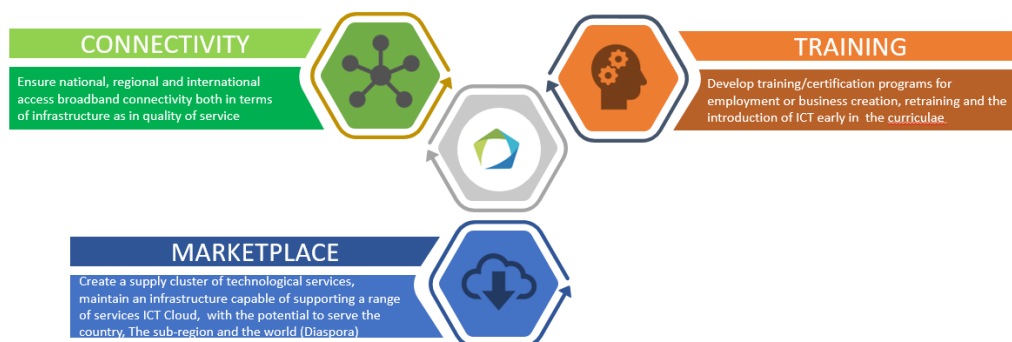 CONNECTIVITY
Ensure national, regional and international
access broadband connectivity both in terms
of infrastructure as in quality of service
TRAINING
Develop training/certification programs for
employment or business creation, retraining and the
introduction of ICT early in the curriculae
MARKETPLACE
Create a supply cluster of technological services,
maintain an infrastructure capable of supporting a range
of services ICT Cloud, with the potential to serve the
country, The sub-region and the world (Diaspora)